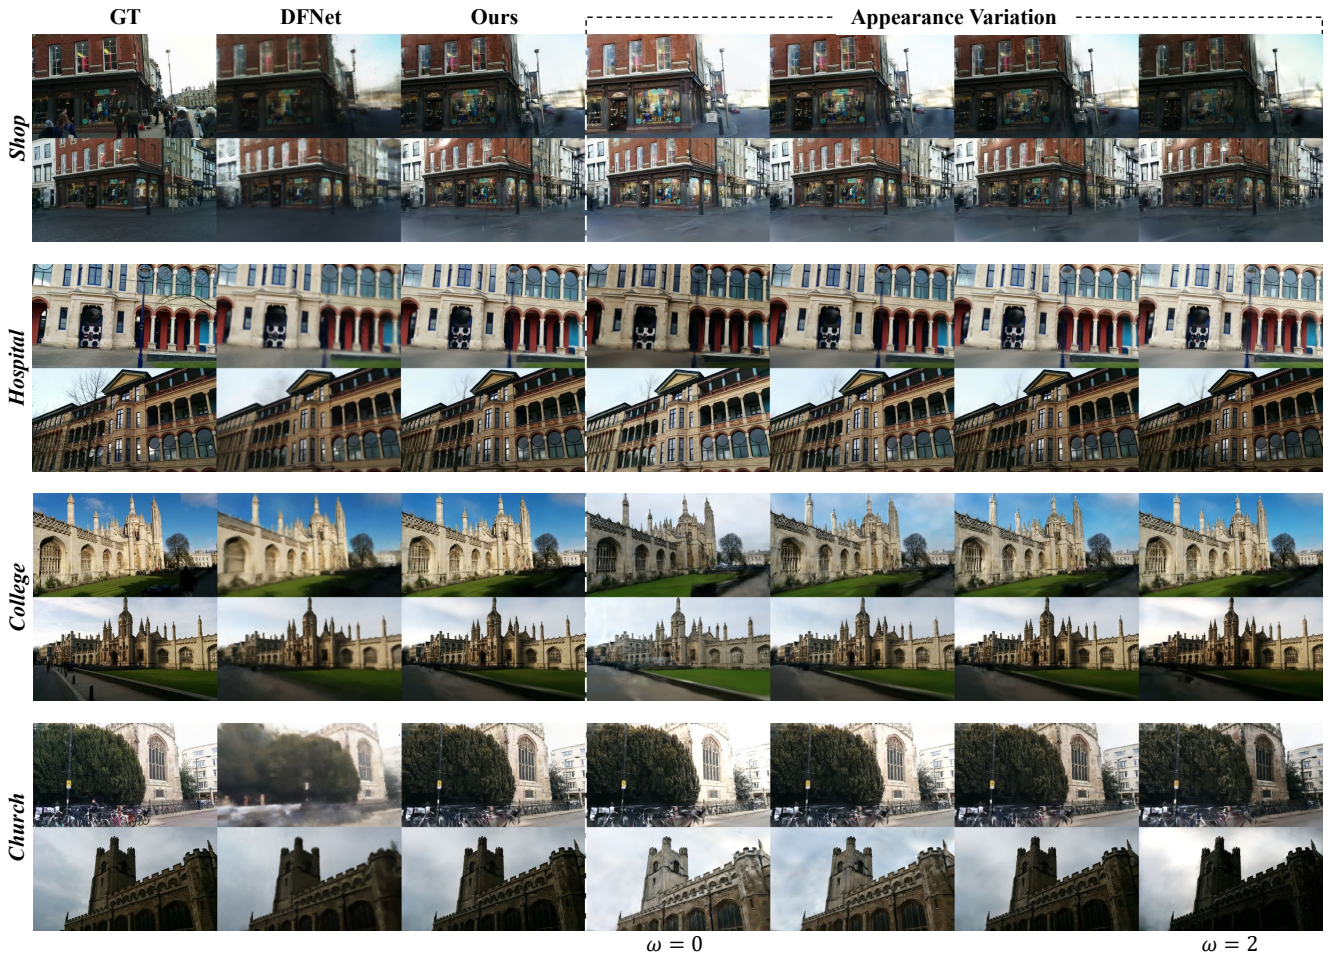 GT DFNet Ours Appearance Variation
Shop
Hospital
College
Church
ω = 0 ω = 2